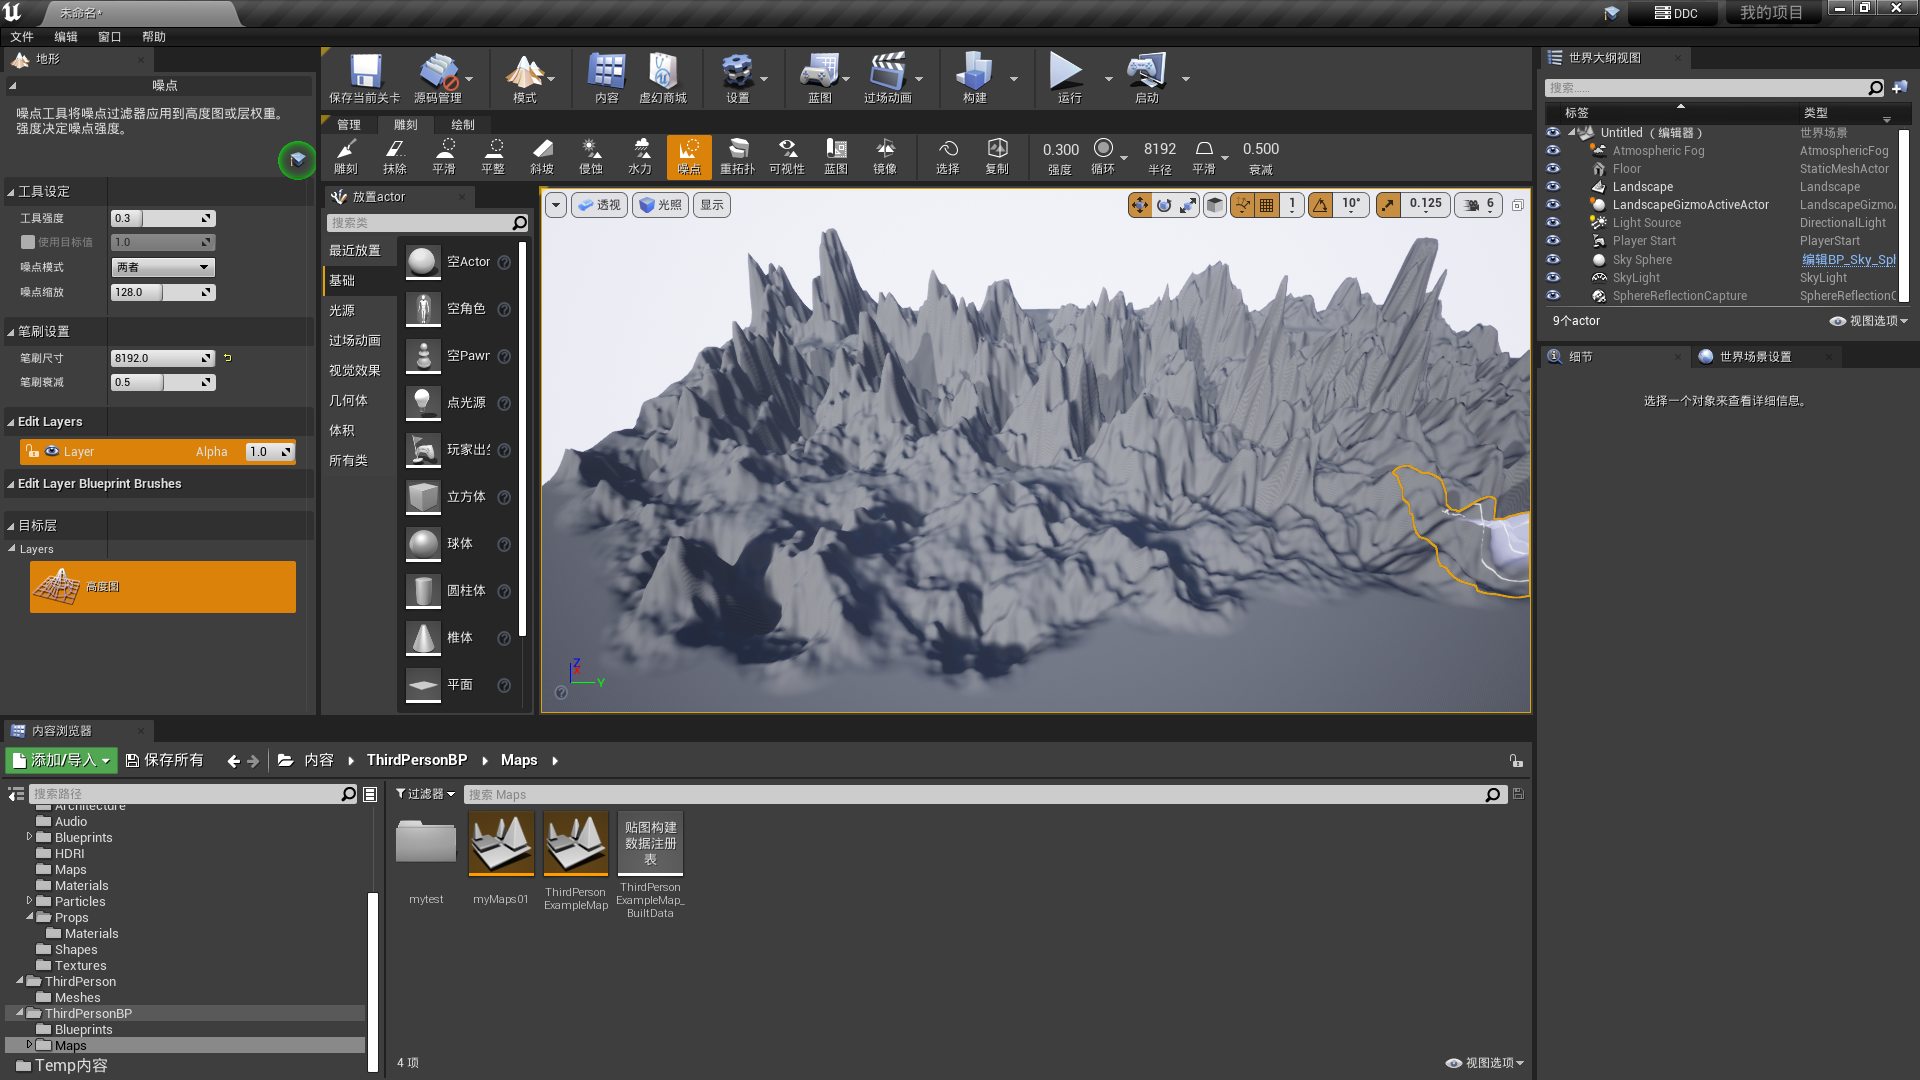 未命名*
DDC
我的项目
文件 编辑 窗口 帮助
地形
噪点
噪点工具将噪点过滤器应用到高度图或层权重。
强度决定噪点强度。
工具设定
工具强度 0.3
使用目标值 1.0
噪点模式 两者
噪点缩放 128.0
笔刷设置
笔刷尺寸 8192.0
笔刷衰减 0.5
Edit Layers
Layer Alpha 1.0
Edit Layer Blueprint Brushes
目标层
Layers
高度图
保存当前关卡 源码管理 模式 内容 虚幻商城 设置 蓝图 过场动画 构建 运行 启动
管理 雕刻 绘制
雕刻 抹除 平滑 平整 斜坡 侵蚀 水力 噪点 重拓扑 可视性 蓝图 镜像 选择 复制
0.300 8192 0.500
强度 循环 半径 平滑 衰减
放置actor
搜索类
最近放置
基础
光源
过场动画
视觉效果
几何体
体积
所有类
空Actor
空角色
空Pawn
点光源
立方体
球体
圆柱体
椎体
平面
透视 光照 显示
1 10° 0.125 6
Z
X
Y
世界大纲视图
搜索......
标签 类型
Untitled （编辑器） 世界场景
Atmospheric Fog AtmosphericFog
Floor StaticMeshActor
Landscape Landscape
LandscapeGizmoActiveActor LandscapeGizmo
Light Source DirectionalLight
Player Start PlayerStart
Sky Sphere 编辑BP_Sky_Sph
SkyLight SkyLight
SphereReflectionCapture SphereReflectionC
9个actor 视图选项
细节 世界场景设置
选择一个对象来查看详细信息。
内容浏览器
添加/导入 保存所有 内容 ThirdPersonBP Maps
搜索路径
过滤器
搜索 Maps
Architecture
Audio
Blueprints
HDRI
Maps
Materials
Particles
Props
Materials
Shapes
Textures
ThirdPerson
Meshes
ThirdPersonBP
Blueprints
Maps
Temp内容
贴图构建
数据注册
表
mytest
myMaps01
ThirdPerson
ExampleMap
ThirdPerson
ExampleMap_
BuiltData
4 项
视图选项